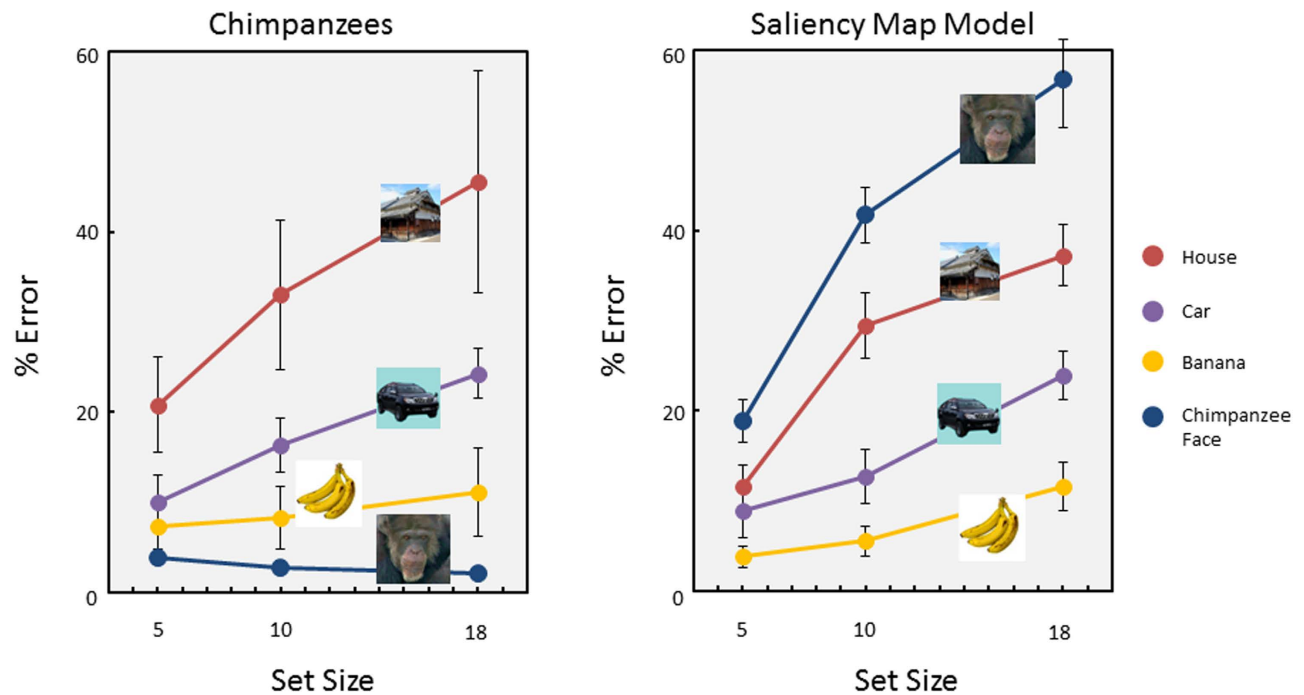 Chimpanzees
60
40
20
0
% Error
5 10 18
Set Size
Saliency Map Model
60
40
20
0
% Error
5 10 18
Set Size
House
Car
Banana
Chimpanzee
Face